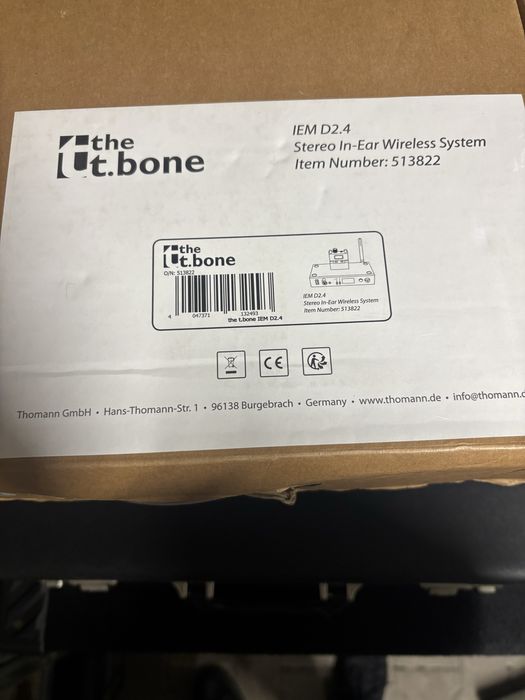 the
t.bone
IEM D2.4
Stereo In-Ear Wireless System
Item Number: 513822
the
t.bone
O/N: 513822
4 047371 132493
the t.bone IEM D2.4
IEM D2.4
Stereo In-Ear Wireless System
Item Number: 513822
CE
Thomann GmbH • Hans-Thomann-Str. 1 • 96138 Burgebrach • Germany • www.thomann.de • info@thomann.